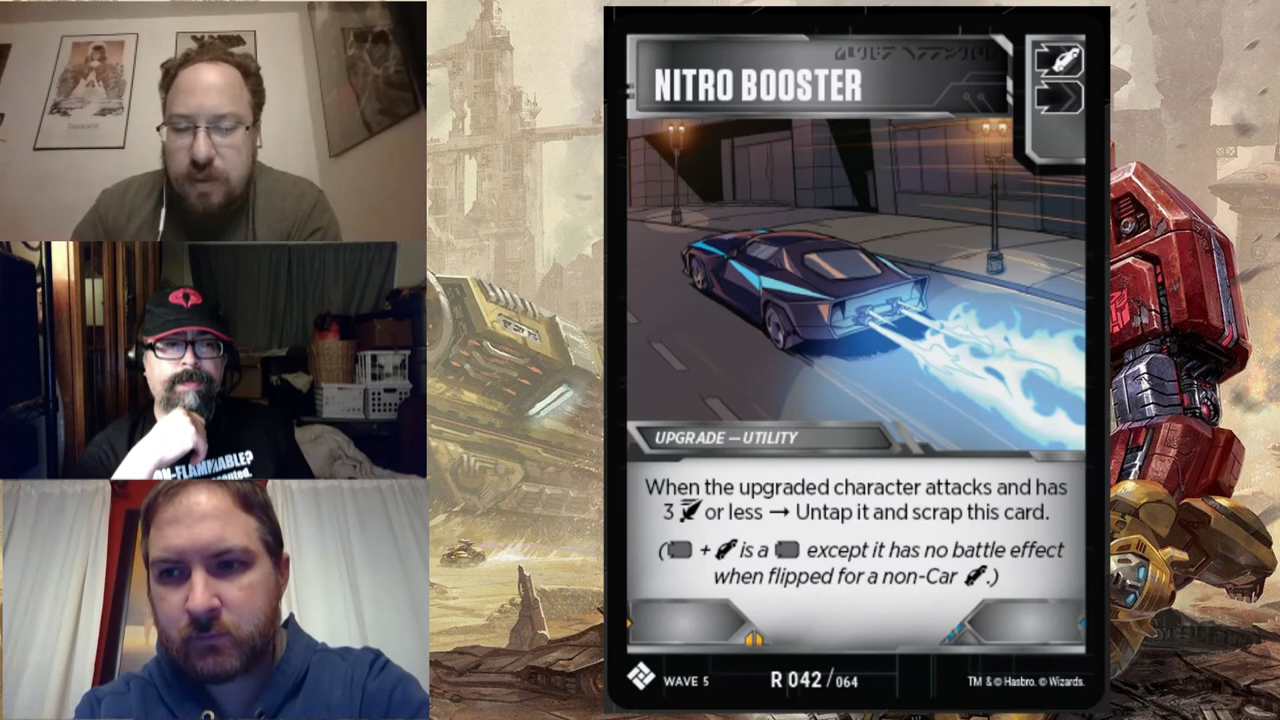 NITRO BOOSTER
UPGRADE — UTILITY
When the upgraded character attacks and has
3 or less → Untap it and scrap this card.
( + is a except it has no battle effect
when flipped for a non-Car .)
WAVE 5
R 042/064
TM & © Hasbro. © Wizards.
ON-FLAMMABLE?